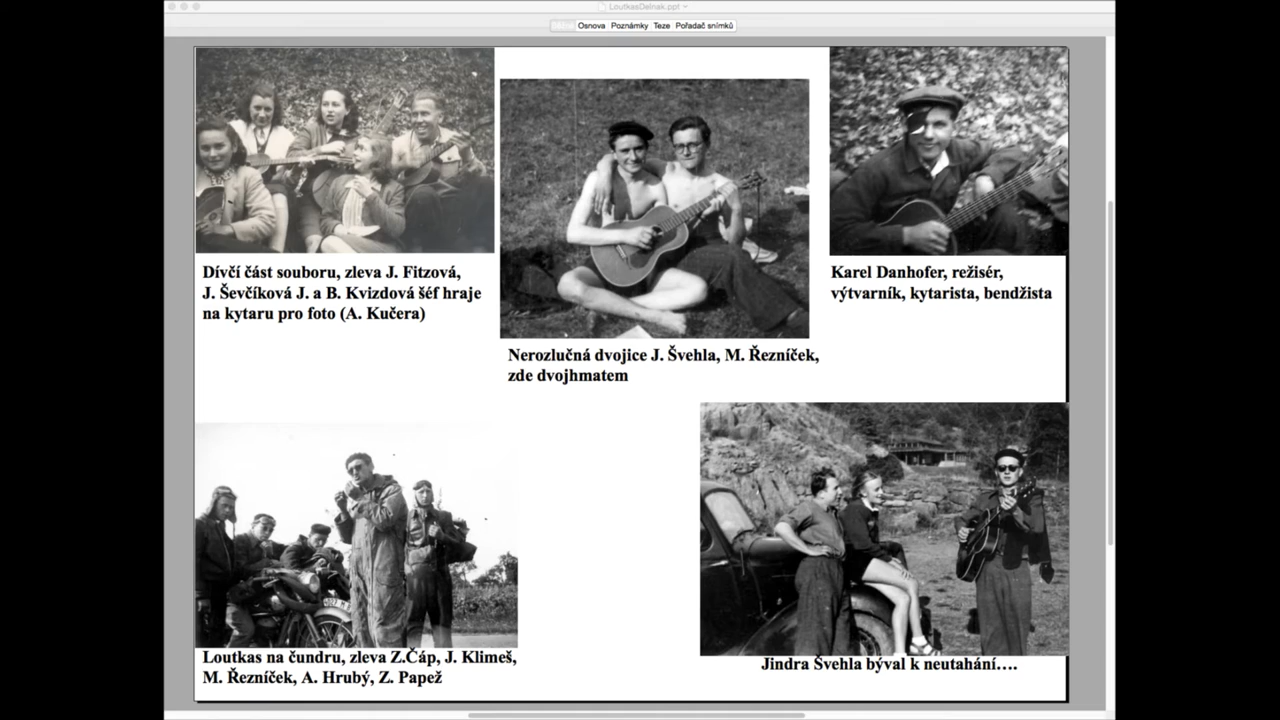 LoutkasDelnak.ppt
Osnova Poznámky Teze Pořadač snímků
Dívčí část souboru, zleva J. Fitzová,
J. Ševčíková J. a B. Kvizdová šéf hraje
na kytaru pro foto (A. Kučera)
Nerozlučná dvojice J. Švehla, M. Řezníček,
zde dvojhmatem
Karel Danhofer, režisér,
výtvarník, kytarista, bendžista
Loutkas na čundru, zleva Z.Čáp, J. Klimeš,
M. Řezníček, A. Hrubý, Z. Papež
Jindra Švehla býval k neutahání….